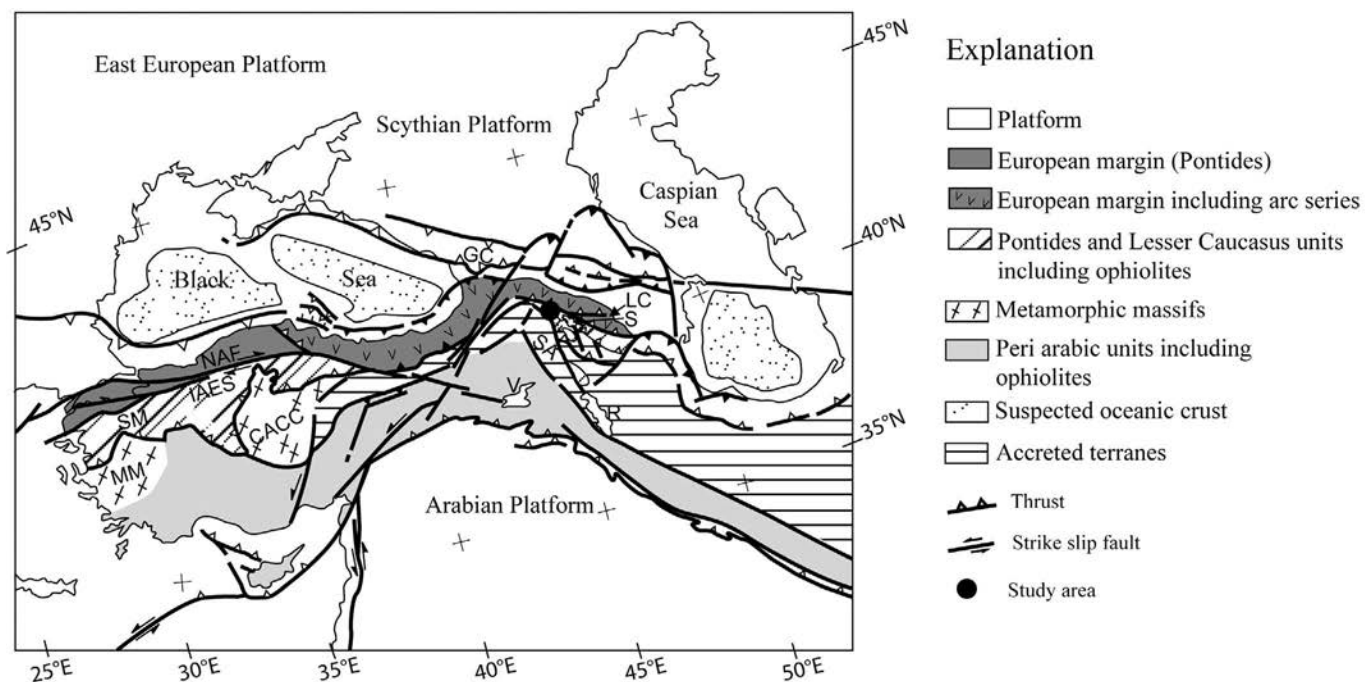 East European Platform
Scythian Platform
Caspian
Sea
Black
Sea
Arabian Platform
GC
LC
S
SA
NAF
IAES
SM
CACC
MM
V
R
45°N
40°N
35°N
45°N
25°E
30°E
35°E
40°E
45°E
50°E
Explanation
Platform
European margin (Pontides)
European margin including arc series
Pontides and Lesser Caucasus units
including ophiolites
Metamorphic massifs
Peri arabic units including
ophiolites
Suspected oceanic crust
Accreted terranes
Thrust
Strike slip fault
Study area